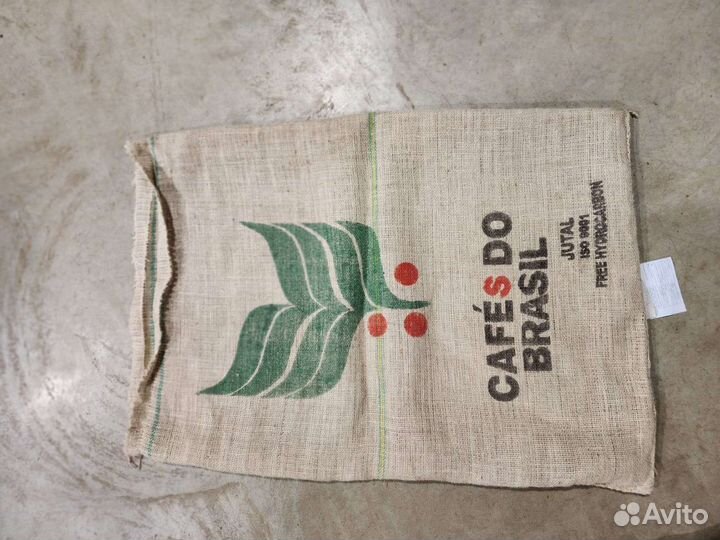 CAFÉs DO
BRASIL
JUTAL
ISO 9001
FREE HYDROCARBON
Avito